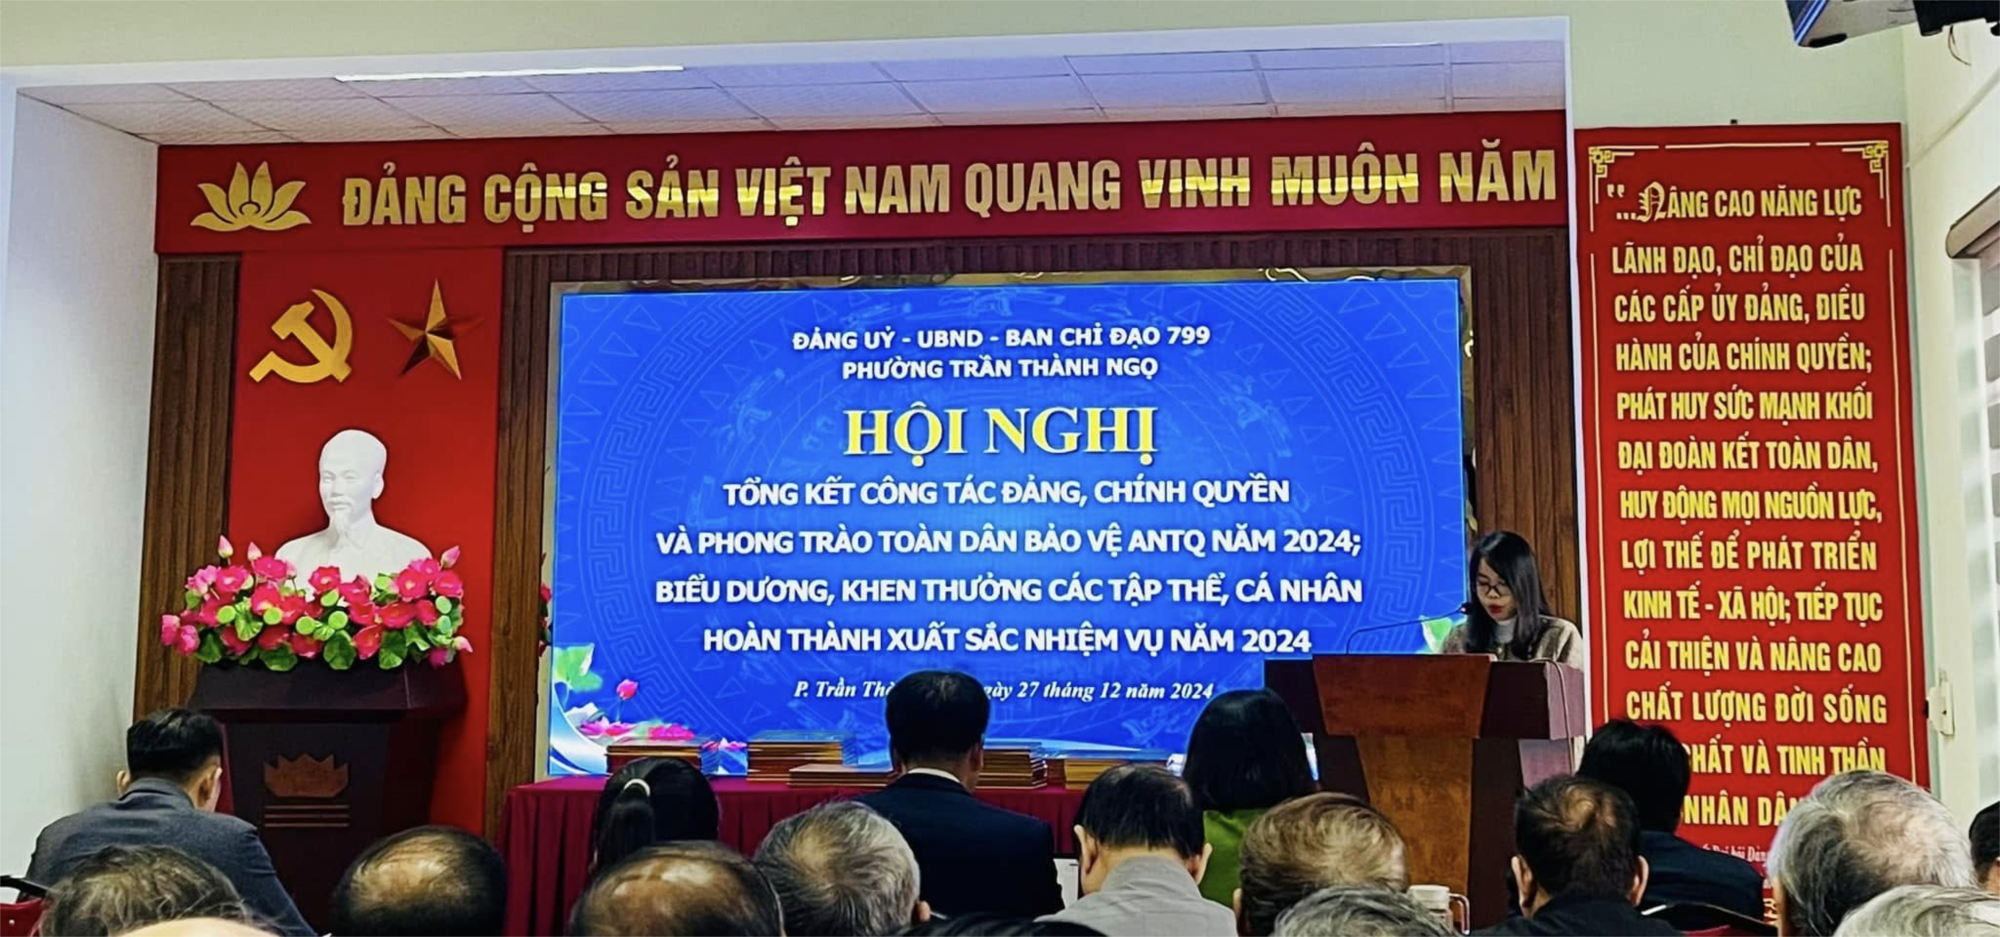 ĐẢNG CỘNG SẢN VIỆT NAM QUANG VINH MUÔN NĂM
ĐẢNG UỶ - UBND - BAN CHỈ ĐẠO 799
PHƯỜNG TRẦN THÀNH NGỌ
HỘI NGHỊ
TỔNG KẾT CÔNG TÁC ĐẢNG, CHÍNH QUYỀN
VÀ PHONG TRÀO TOÀN DÂN BẢO VỆ ANTQ NĂM 2024;
BIỂU DƯƠNG, KHEN THƯỞNG CÁC TẬP THỂ, CÁ NHÂN
HOÀN THÀNH XUẤT SẮC NHIỆM VỤ NĂM 2024
P. Trần 27 tháng 12 năm 2024
"...NÂNG CAO NĂNG LỰC
LÃNH ĐẠO, CHỈ ĐẠO CỦA
CÁC CẤP ỦY ĐẢNG, ĐIỀU
HÀNH CỦA CHÍNH QUYỀN;
PHÁT HUY SỨC MẠNH KHỐI
ĐẠI ĐOÀN KẾT TOÀN DÂN,
HUY ĐỘNG MỌI NGUỒN LỰC,
LỢI THẾ ĐỂ PHÁT TRIỂN
KINH TẾ - XÃ HỘI; TIẾP TỤC
CẢI THIỆN VÀ NÂNG CAO
CHẤT LƯỢNG ĐỜI SỐNG
VÀ TINH THẦN
NHÂN DÂN